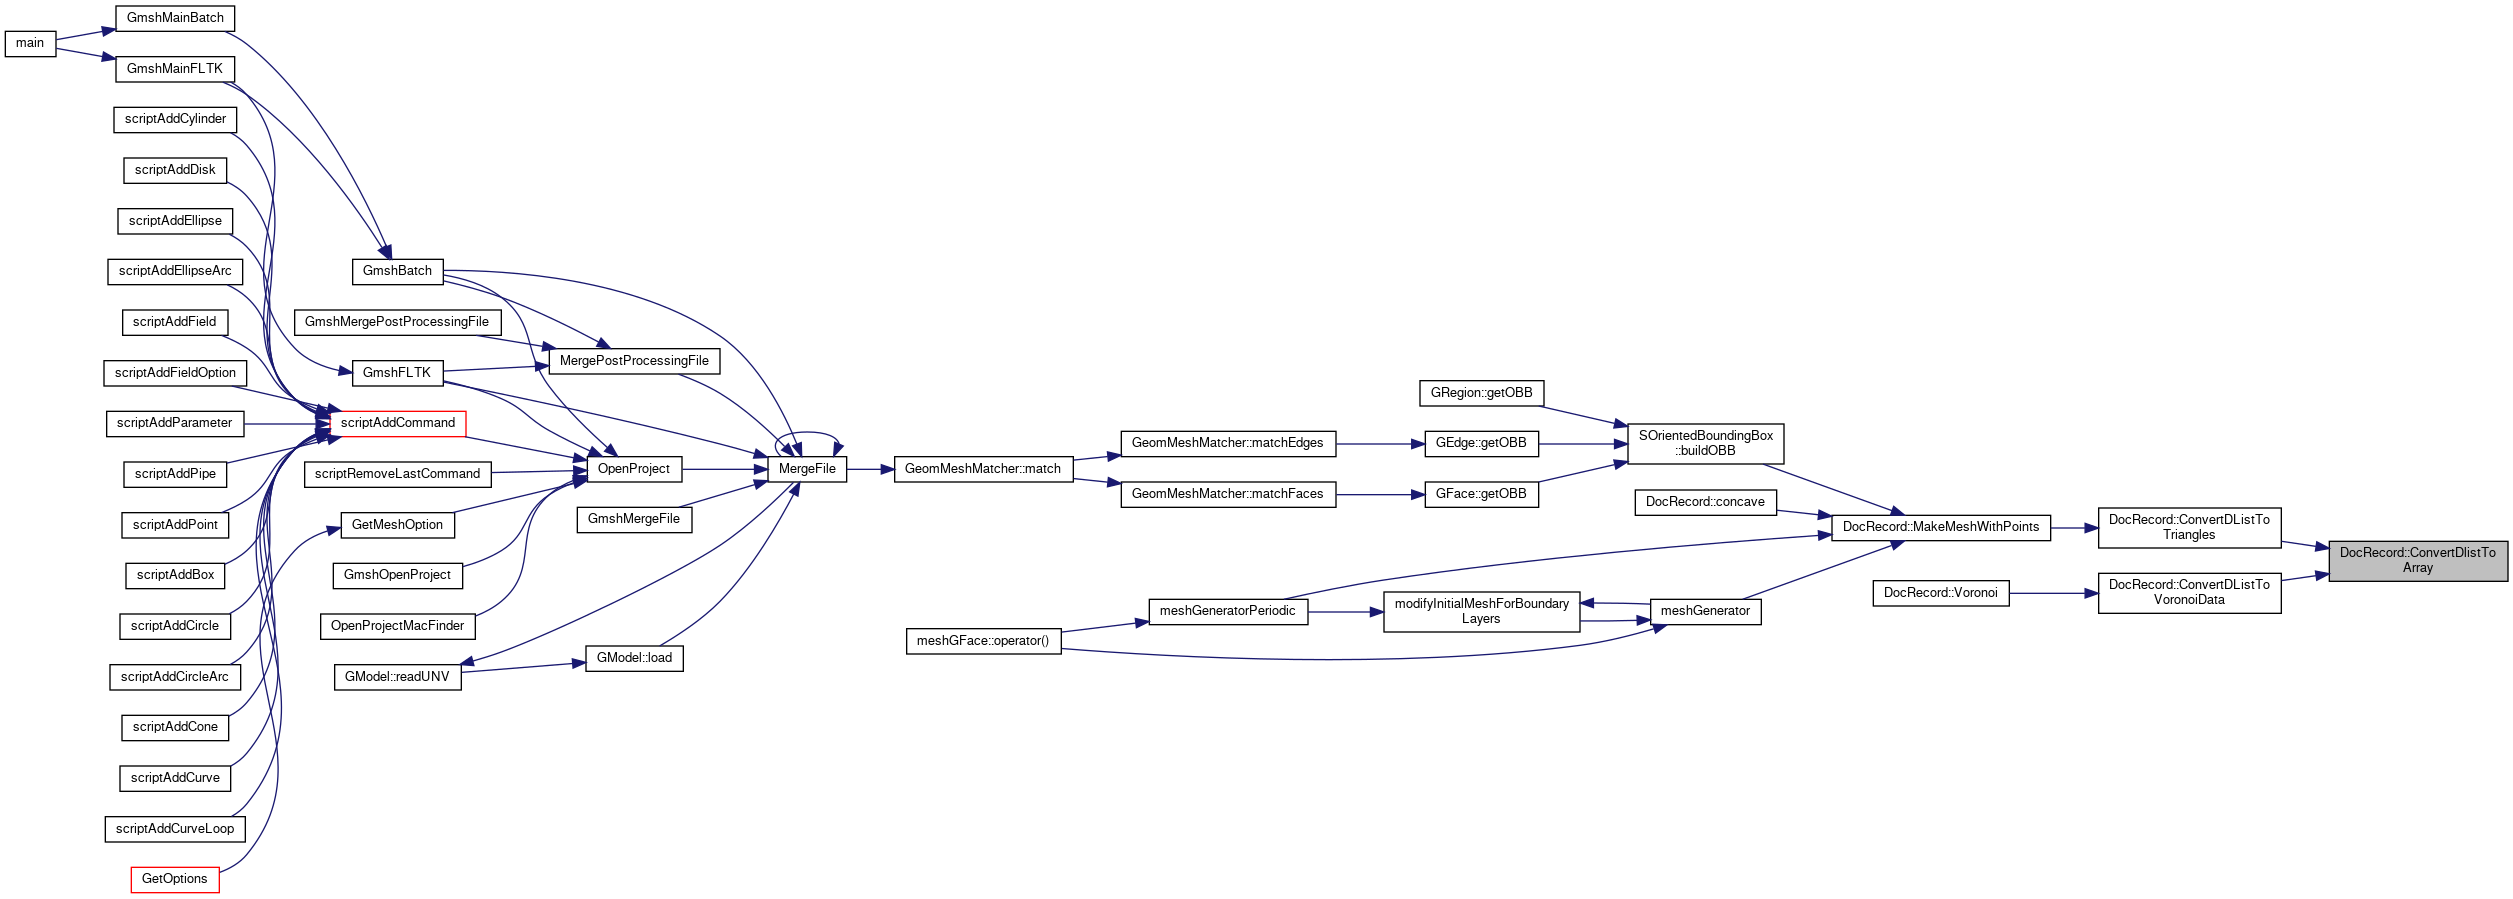 main
GmshMainBatch
GmshMainFLTK
scriptAddCylinder
scriptAddDisk
scriptAddEllipse
scriptAddEllipseArc
scriptAddField
scriptAddFieldOption
scriptAddParameter
scriptAddPipe
scriptAddPoint
scriptAddBox
scriptAddCircle
scriptAddCircleArc
scriptAddCone
scriptAddCurve
scriptAddCurveLoop
GetOptions
GmshBatch
GmshMergePostProcessingFile
GmshFLTK
scriptAddCommand
scriptRemoveLastCommand
GetMeshOption
GmshOpenProject
OpenProjectMacFinder
GModel::readUNV
MergePostProcessingFile
OpenProject
GmshMergeFile
GModel::load
MergeFile
GeomMeshMatcher::match
meshGFace::operator()
GeomMeshMatcher::matchEdges
GeomMeshMatcher::matchFaces
meshGeneratorPeriodic
GRegion::getOBB
GEdge::getOBB
GFace::getOBB
modifyInitialMeshForBoundary
Layers
SOrientedBoundingBox
::buildOBB
DocRecord::concave
meshGenerator
DocRecord::MakeMeshWithPoints
DocRecord::Voronoi
DocRecord::ConvertDListTo
Triangles
DocRecord::ConvertDListTo
VoronoiData
DocRecord::ConvertDlistTo
Array